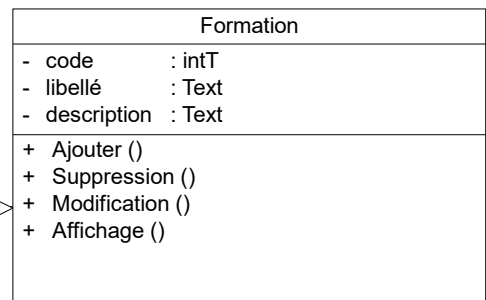 Formation
- code : intT
- libellé : Text
- description : Text
+ Ajouter ()
+ Suppression ()
+ Modification ()
+ Affichage ()